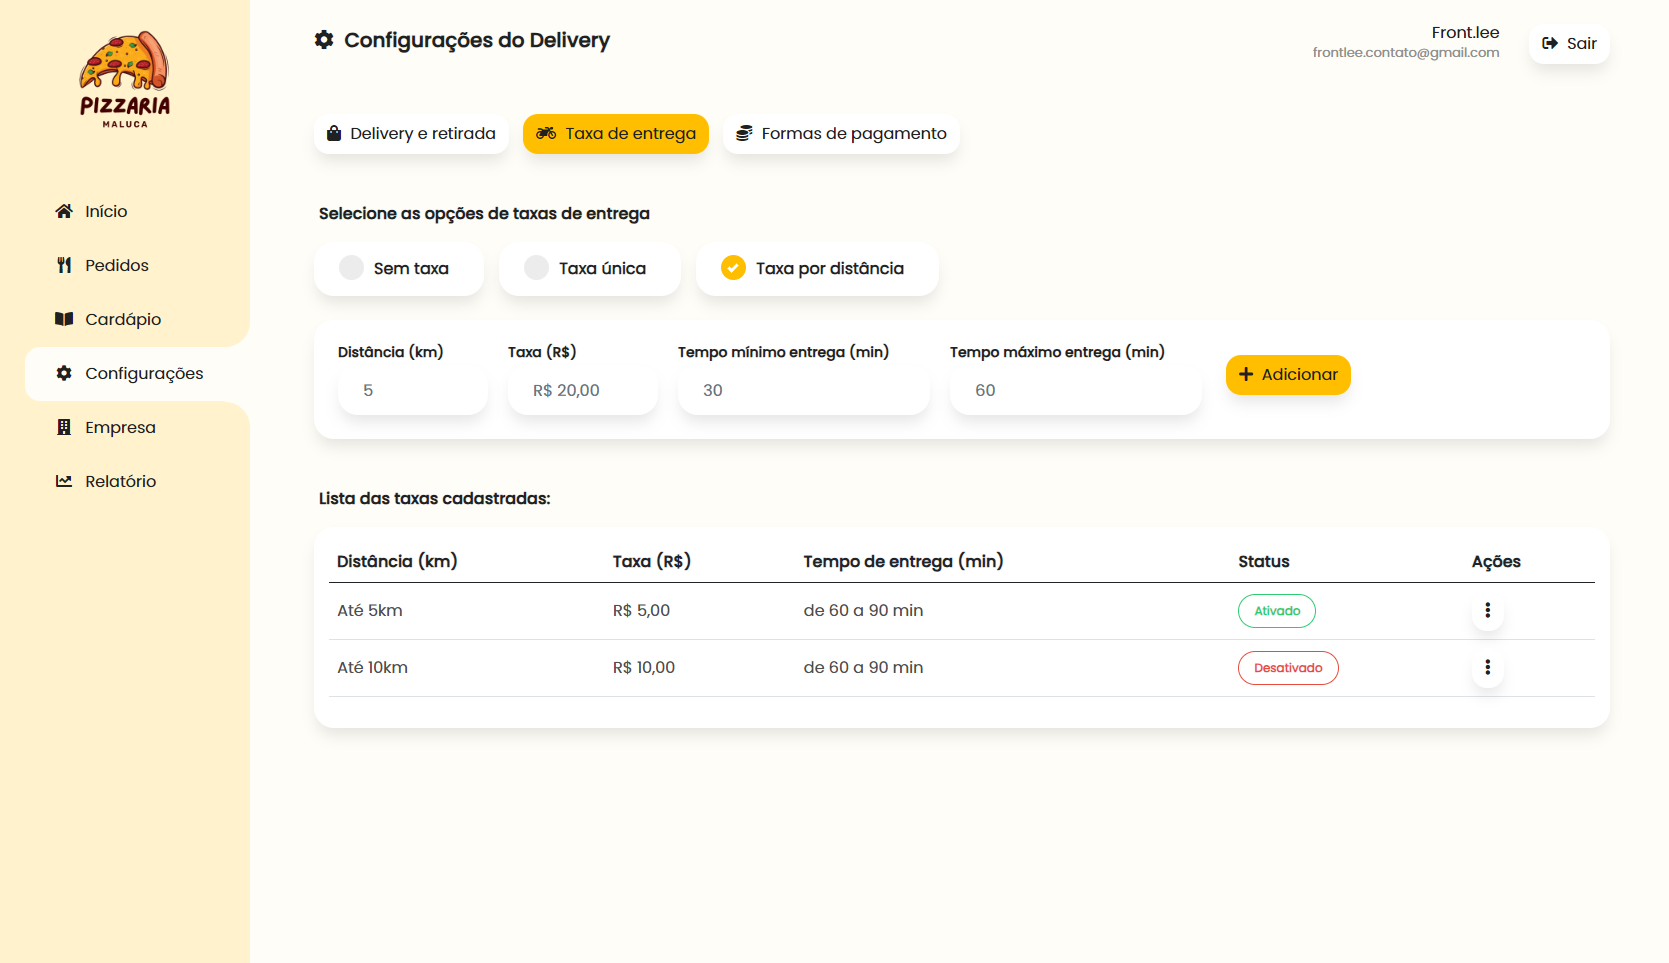 PIZZARIA
MALUCA
Início
Pedidos
Cardápio
Configurações
Empresa
Relatório
Configurações do Delivery
Front.lee
frontlee.contato@gmail.com
Sair
Delivery e retirada
Taxa de entrega
Formas de pagamento
Selecione as opções de taxas de entrega
Sem taxa
Taxa única
Taxa por distância
Distância (km) Taxa (R$) Tempo mínimo entrega (min) Tempo máximo entrega (min)
5 R$ 20,00 30 60
Adicionar
Lista das taxas cadastradas:
Distância (km) Taxa (R$) Tempo de entrega (min) Status Ações
Até 5km R$ 5,00 de 60 a 90 min Ativado
Até 10km R$ 10,00 de 60 a 90 min Desativado